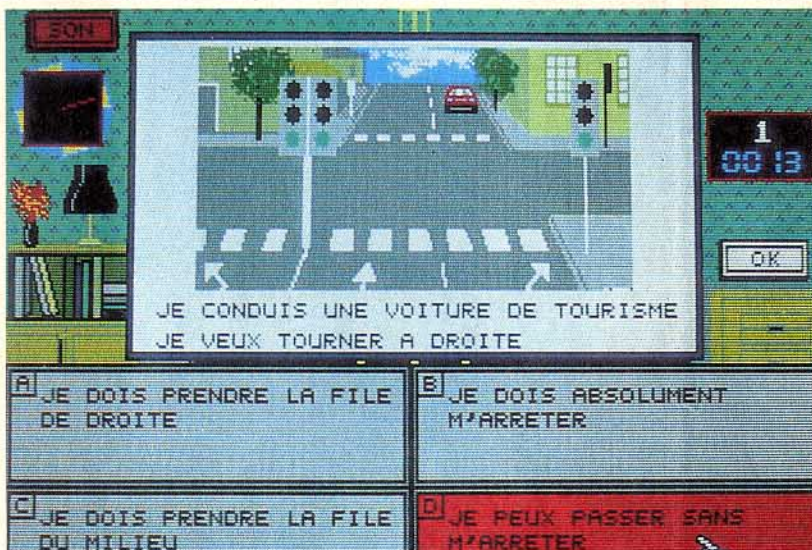 SON
1
00 13
OK
JE CONDUIS UNE VOITURE DE TOURISME
JE VEUX TOURNER A DROITE
A
JE DOIS PRENDRE LA FILE
DE DROITE
B
JE DOIS ABSOLUMENT
M'ARRETER
C
JE DOIS PRENDRE LA FILE
DU MILIEU
D
JE PEUX PASSER SANS
M'ARRETER